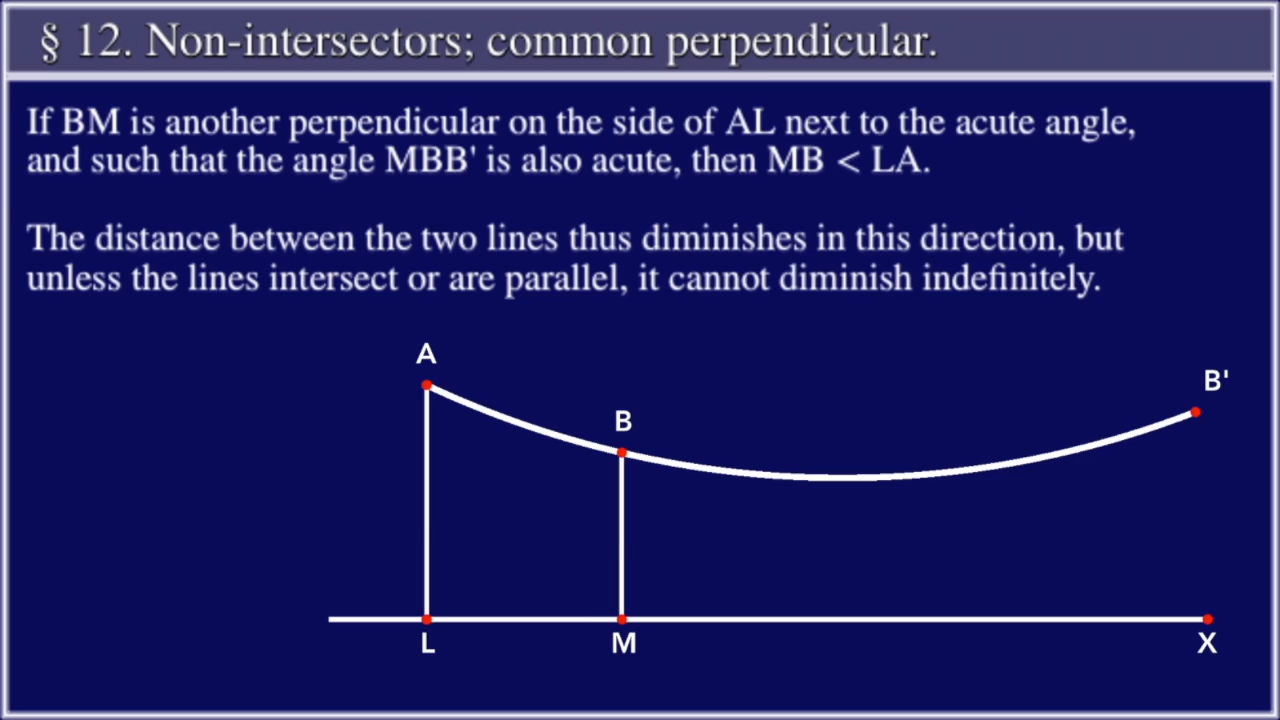 § 12. Non-intersectors; common perpendicular.
If BM is another perpendicular on the side of AL next to the acute angle,
and such that the angle MBB' is also acute, then MB < LA.
The distance between the two lines thus diminishes in this direction, but
unless the lines intersect or are parallel, it cannot diminish indefinitely.
A
B'
B
L
M
X